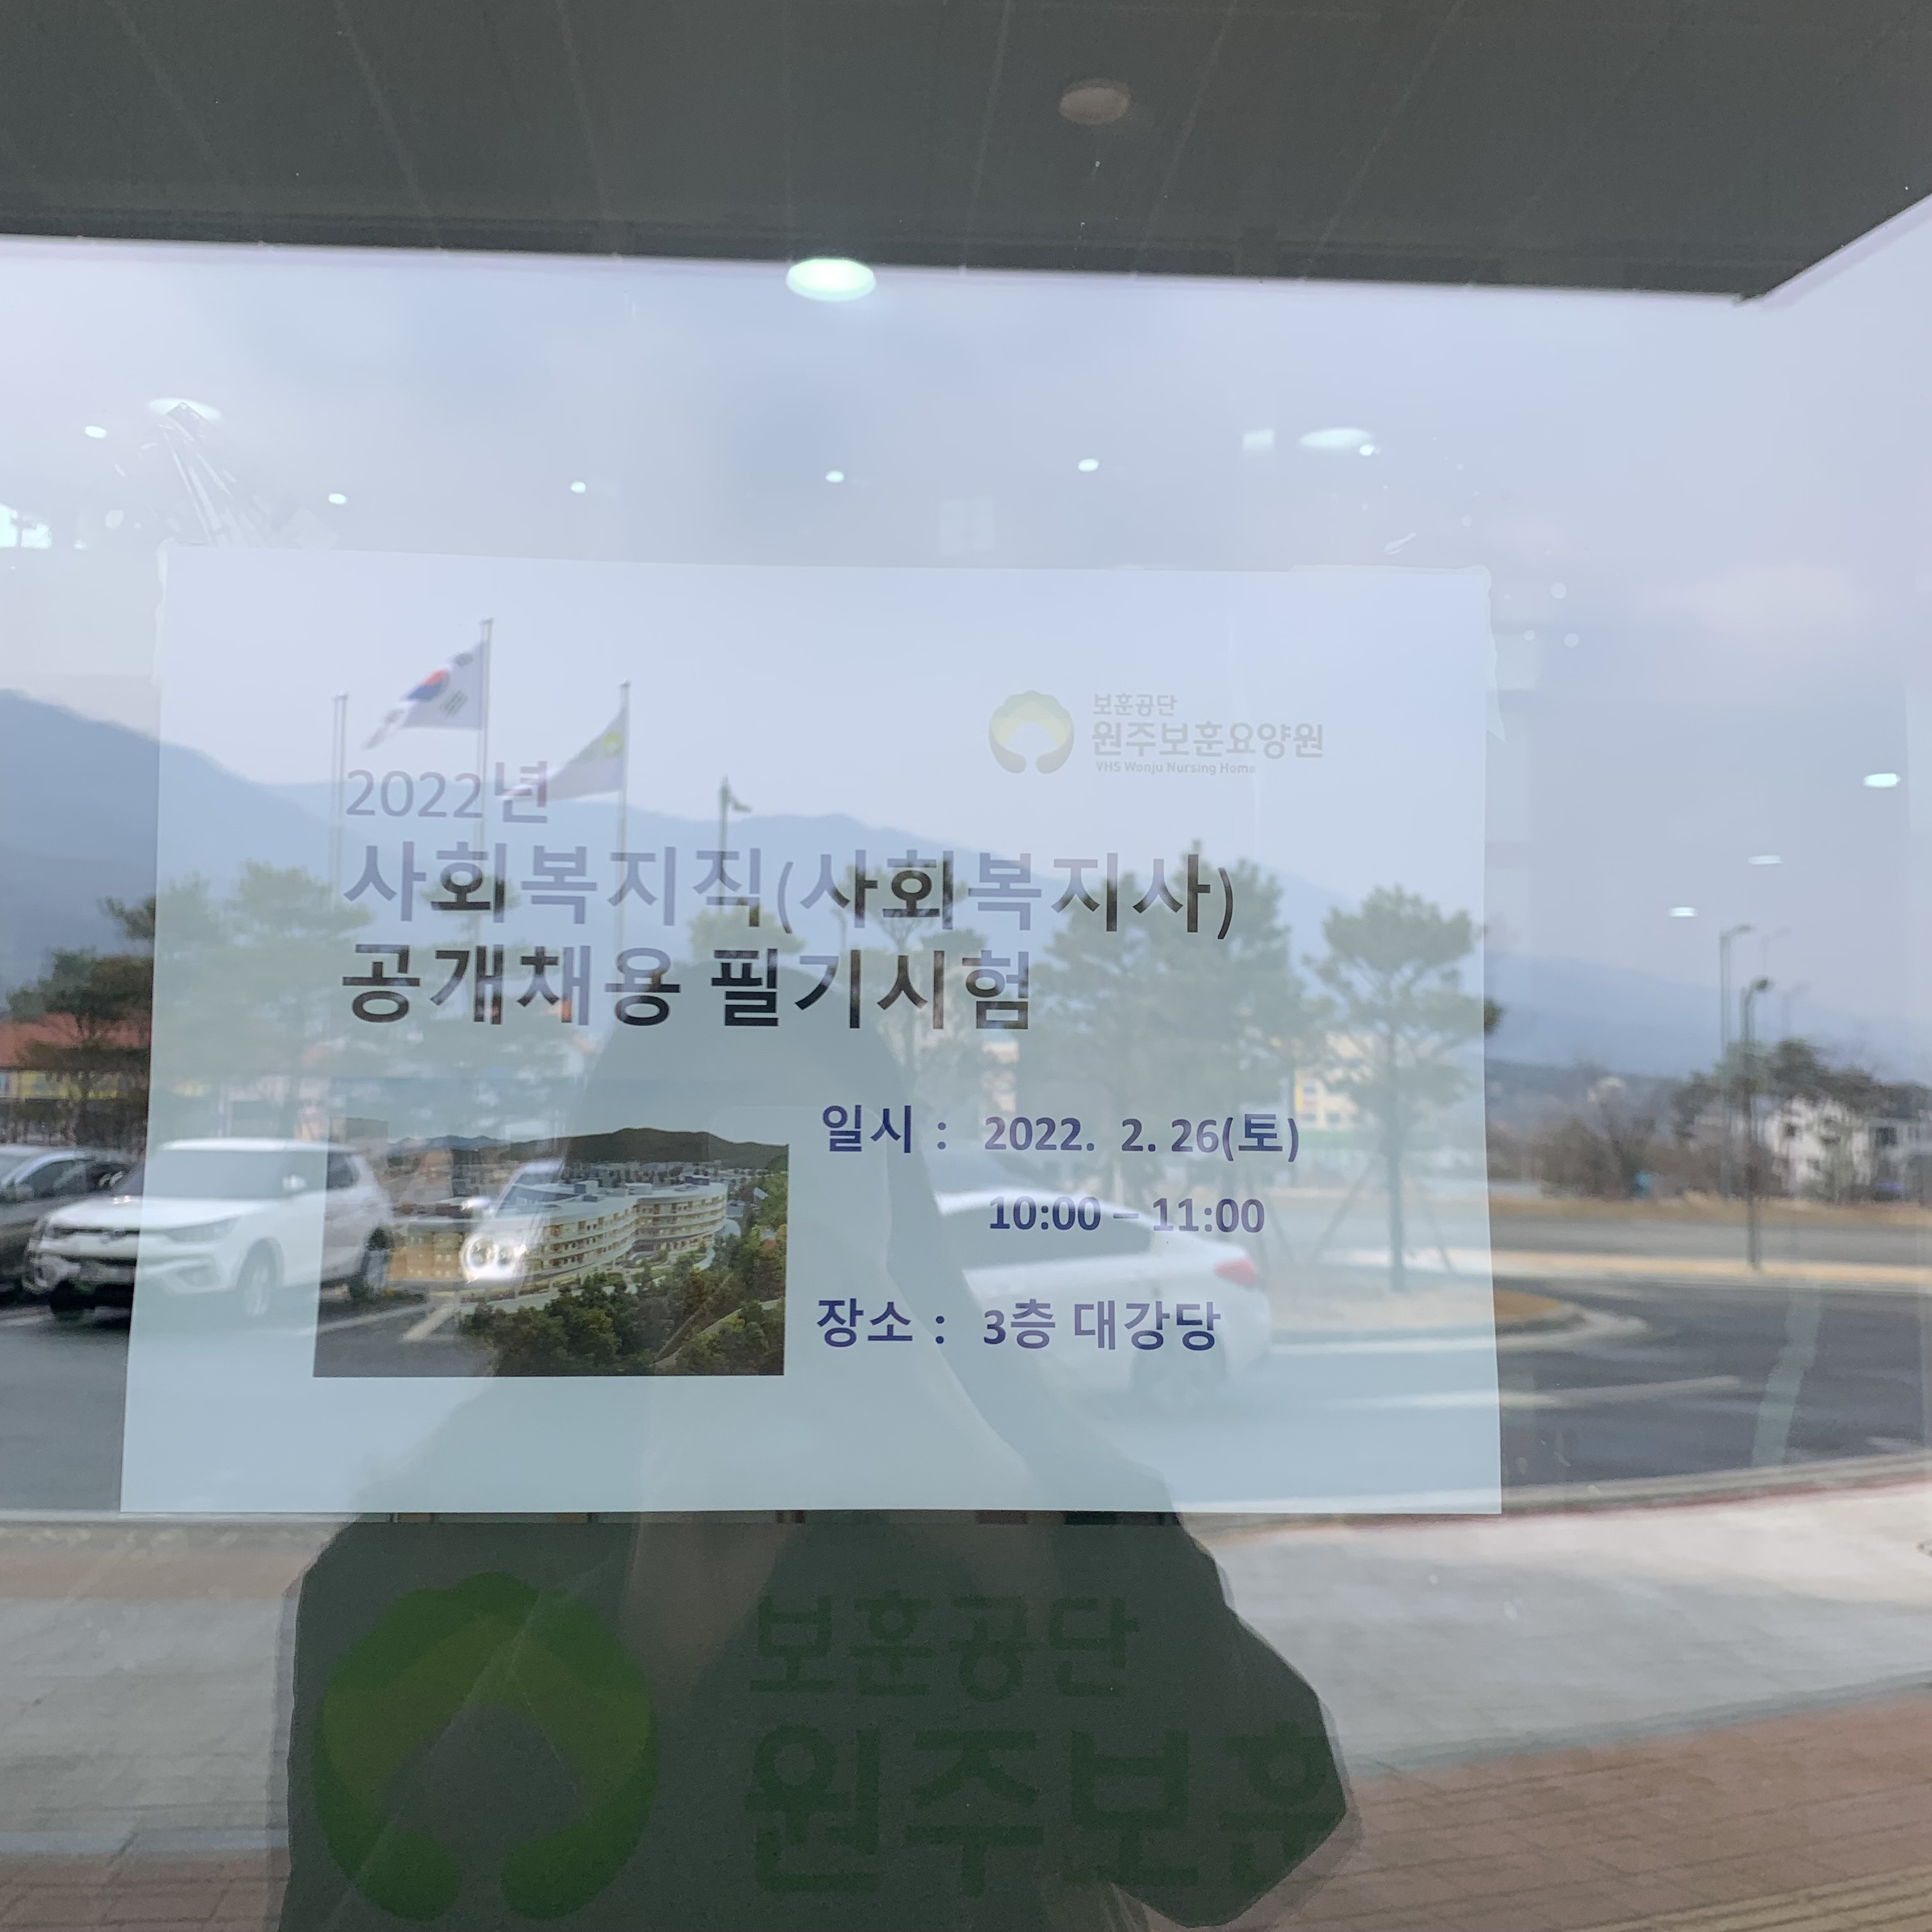 보훈공단
원주보훈요양원
VHS Wonju Nursing Home
2022년
사회복지직(사회복지사)
공개채용 필기시험
일시 : 2022. 2. 26(토)
10:00 – 11:00
장소 : 3층 대강당
보훈공단
원주보훈